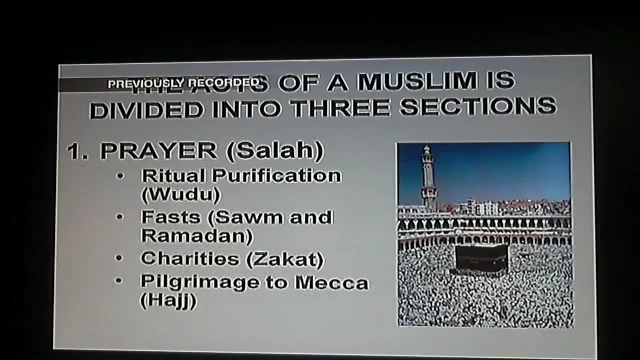 PREVIOUSLY RECORDED
THE ACTS OF A MUSLIM IS
DIVIDED INTO THREE SECTIONS
1. PRAYER (Salah)
• Ritual Purification
(Wudu)
• Fasts (Sawm and
Ramadan)
• Charities (Zakat)
• Pilgrimage to Mecca
(Hajj)